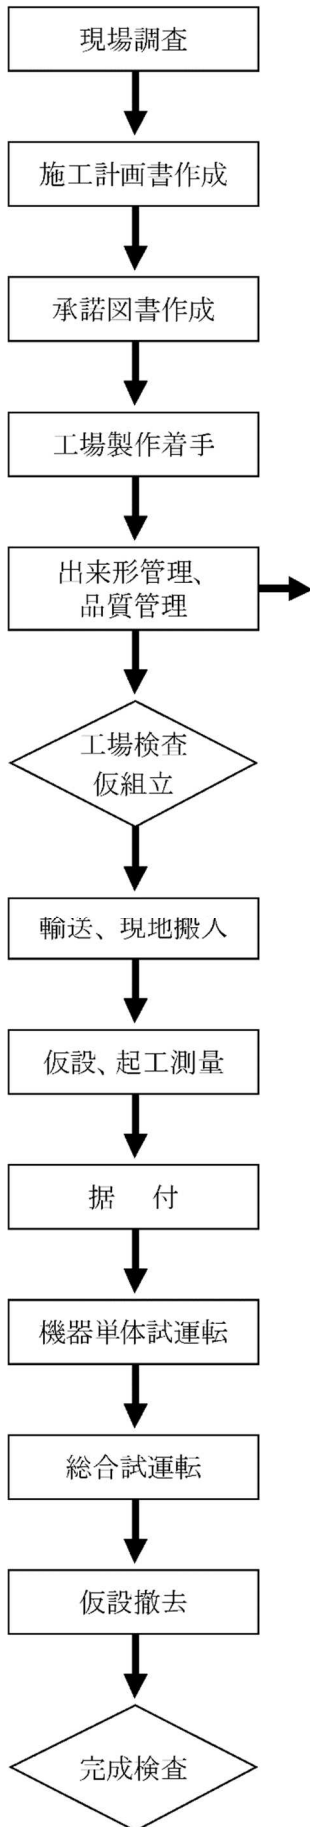 現場調査
施工計画書作成
承諾図書作成
工場製作着手
出来形管理、
品質管理
工場検査
仮組立
輸送、現地搬人
仮設、起工測量
据　付
機器単体試運転
総合試運転
仮設撤去
完成検査